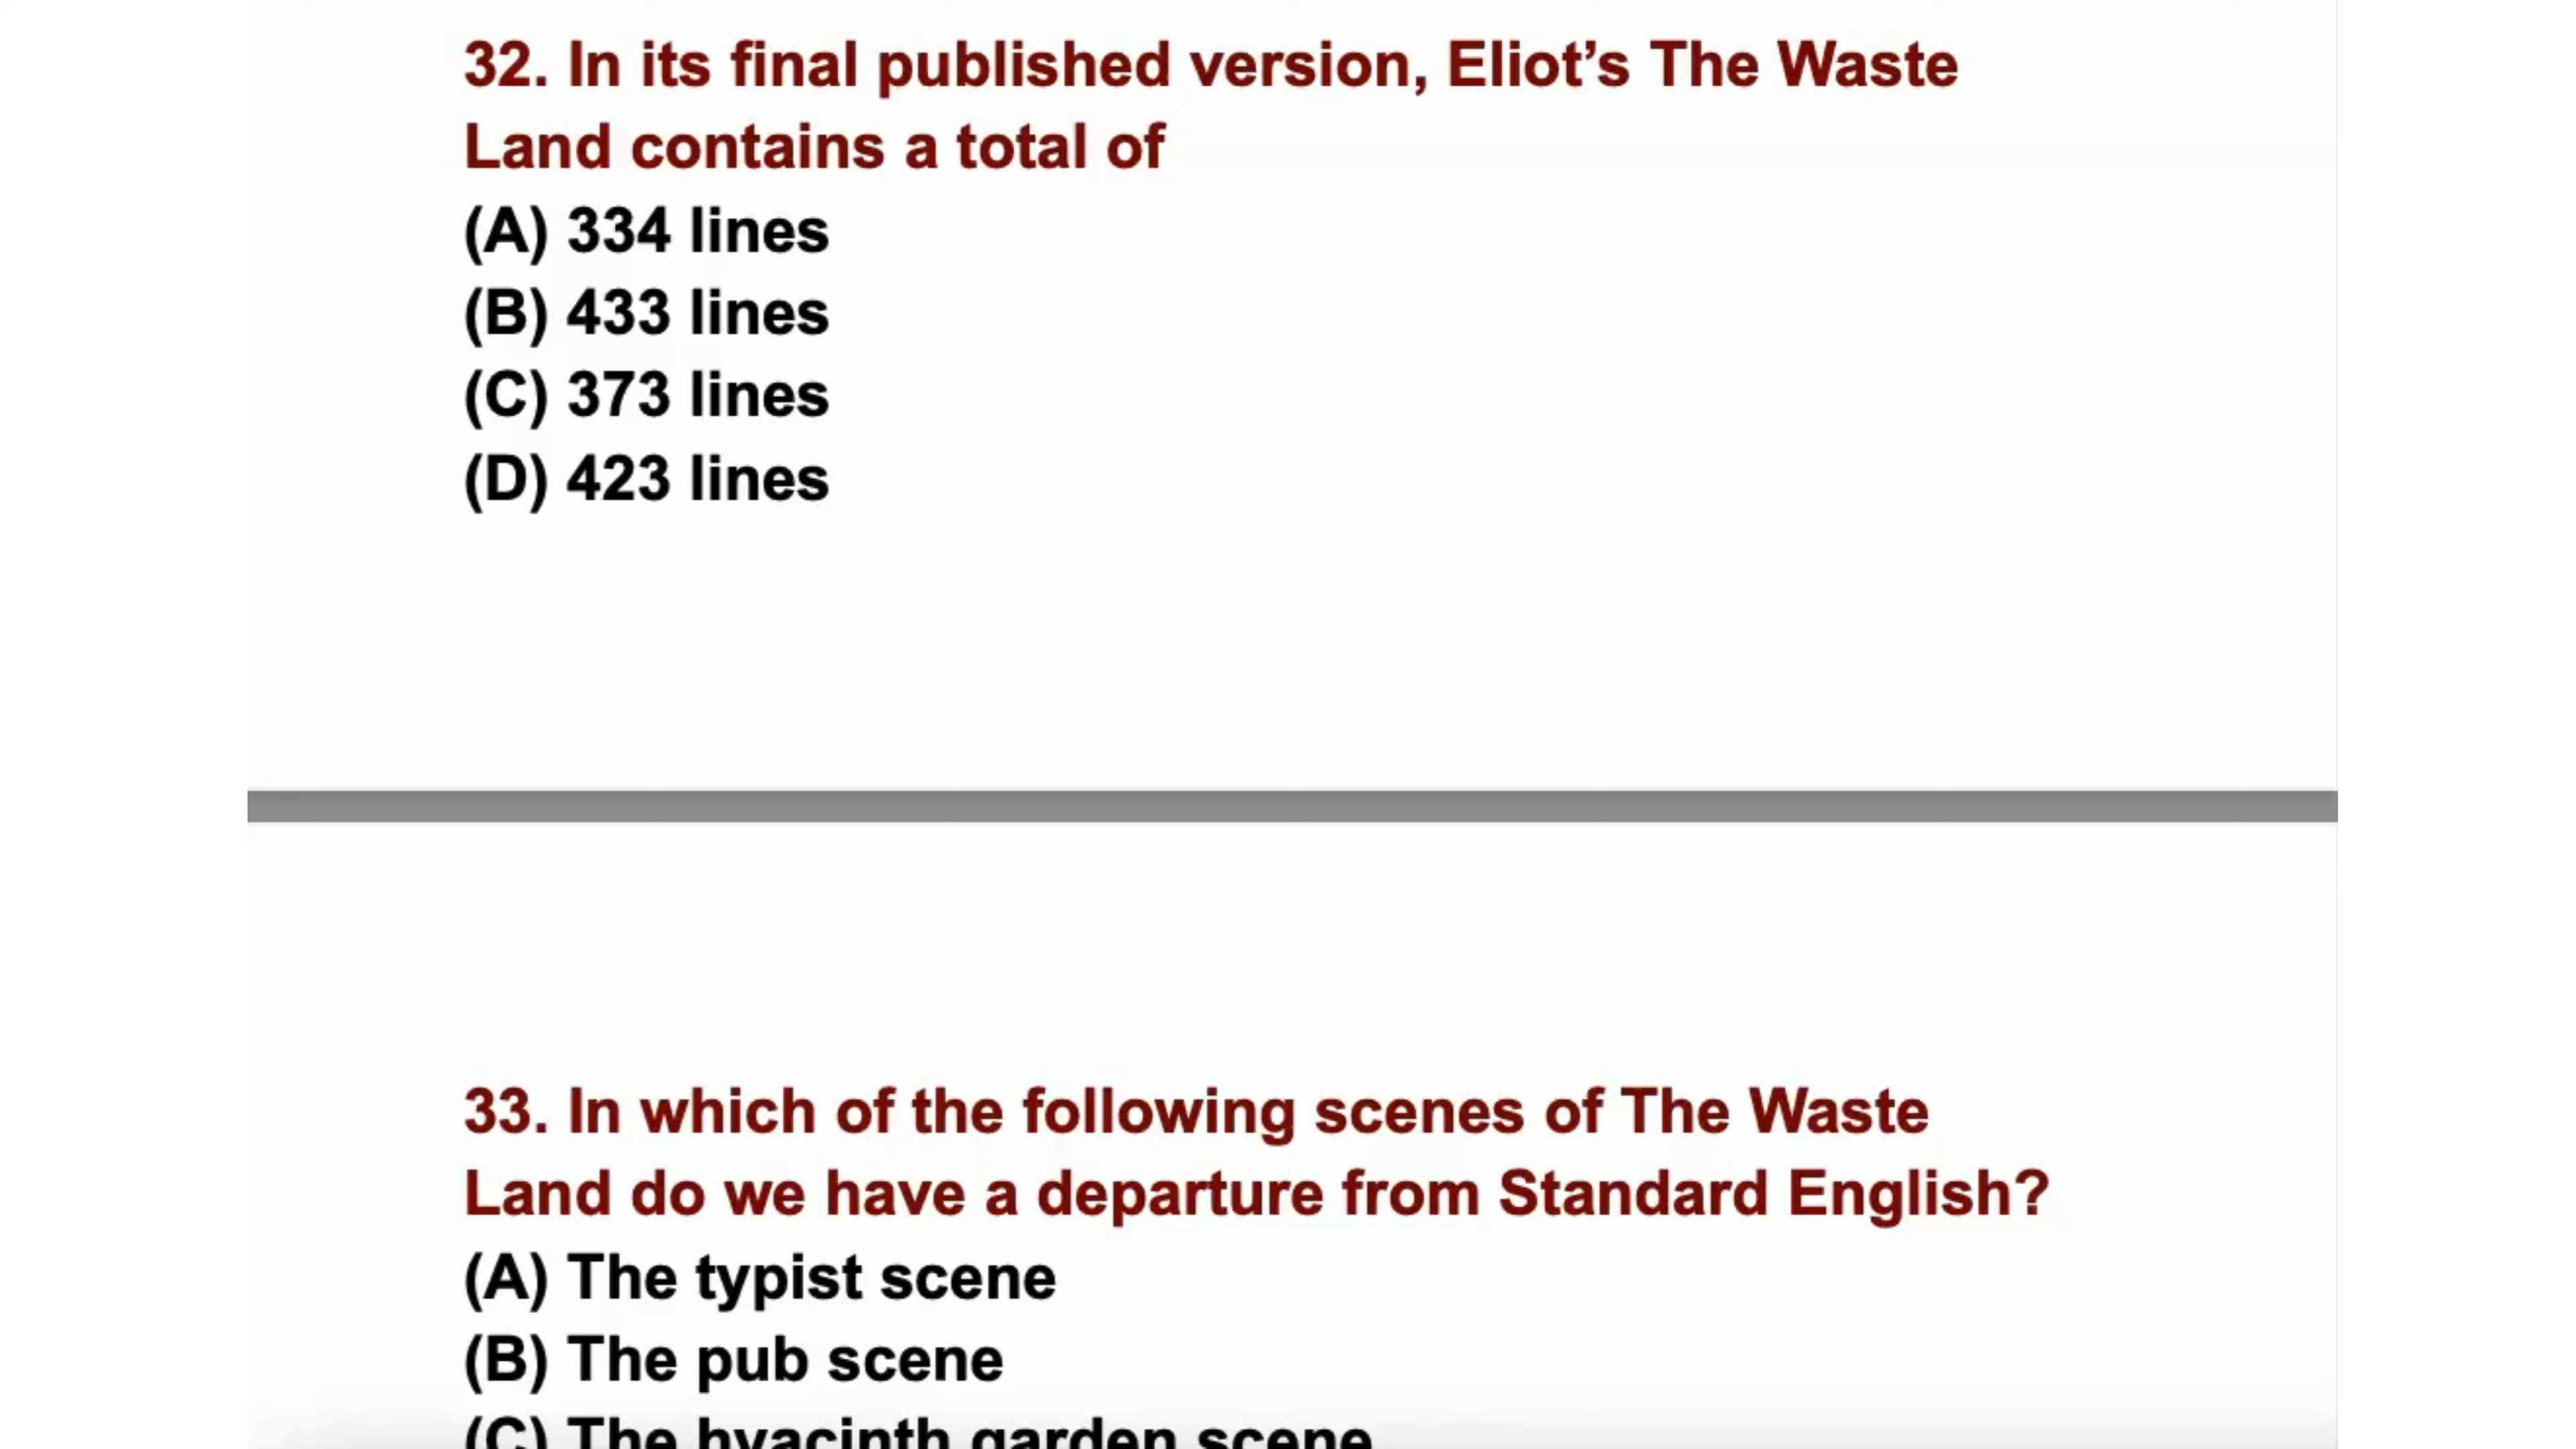 32. In its final published version, Eliot’s The Waste
Land contains a total of
(A) 334 lines
(B) 433 lines
(C) 373 lines
(D) 423 lines
33. In which of the following scenes of The Waste
Land do we have a departure from Standard English?
(A) The typist scene
(B) The pub scene
(C) The hyacinth garden scene